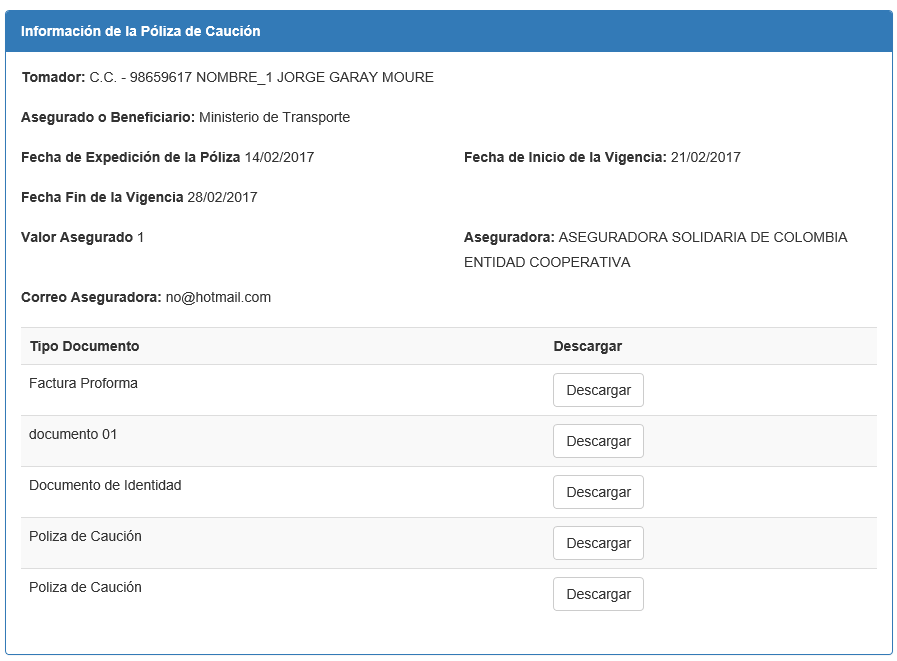 Información de la Póliza de Caución
Tomador: C.C. - 98659617 NOMBRE_1 JORGE GARAY MOURE
Asegurado o Beneficiario: Ministerio de Transporte
Fecha de Expedición de la Póliza 14/02/2017
Fecha de Inicio de la Vigencia: 21/02/2017
Fecha Fin de la Vigencia 28/02/2017
Valor Asegurado 1
Aseguradora: ASEGURADORA SOLIDARIA DE COLOMBIA
ENTIDAD COOPERATIVA
Correo Aseguradora: no@hotmail.com
Tipo Documento Descargar
Factura Proforma Descargar
documento 01 Descargar
Documento de Identidad Descargar
Poliza de Caución Descargar
Poliza de Caución Descargar